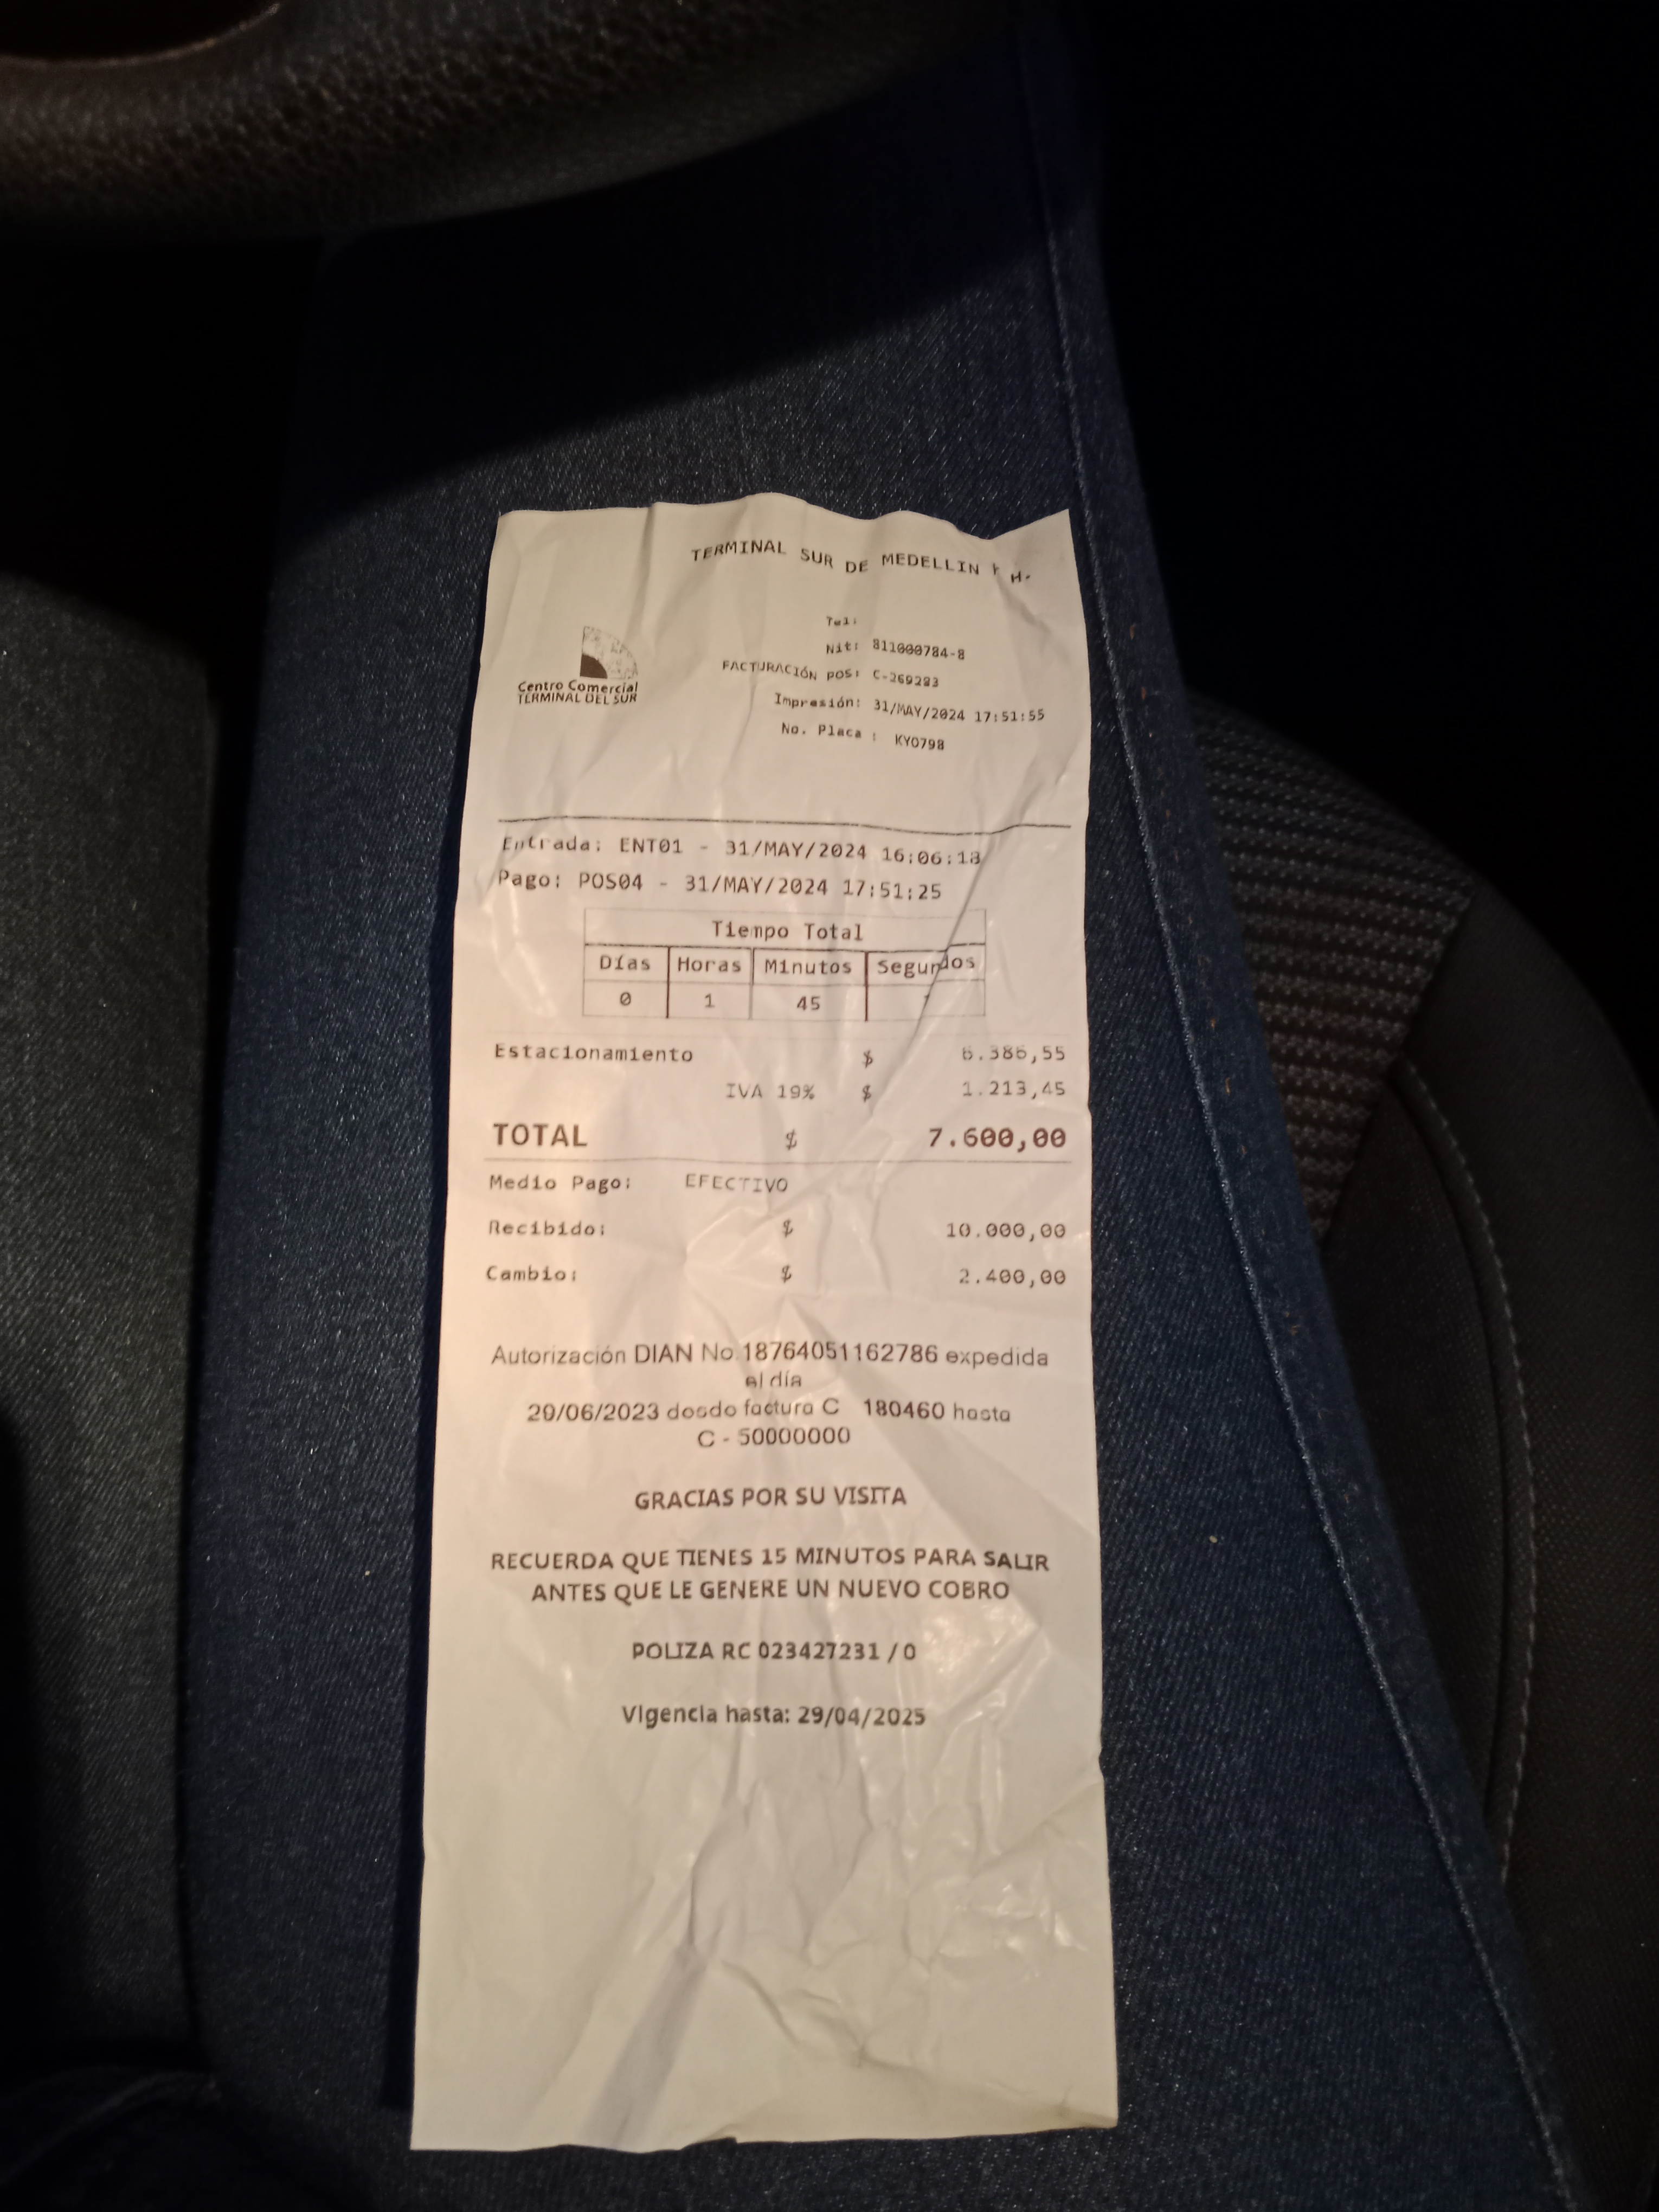 TERMINAL SUR DE MEDELLIN H.
Tel:
Nit: 811000784-8
FACTURACIÓN POS: C-269283
Impresión: 31/MAY/2024 17:51:55
No. Placa : KYO798
Centro Comercial
TERMINAL DEL SUR
Entrada: ENT01 - 31/MAY/2024 16:06:18
Pago: POS04 - 31/MAY/2024 17:51:25
Tiempo Total
Días Horas Minutos Segundos
0 1 45
Estacionamiento $ 6.386,55
IVA 19% $ 1.213,45
TOTAL $ 7.600,00
Medio Pago: EFECTIVO
Recibido: $ 10.000,00
Cambio: $ 2.400,00
Autorización DIAN No.18764051162786 expedida
el día
29/06/2023 desde factura C 180460 hasta
C - 50000000
GRACIAS POR SU VISITA
RECUERDA QUE TIENES 15 MINUTOS PARA SALIR
ANTES QUE LE GENERE UN NUEVO COBRO
POLIZA RC 023427231 / 0
Vigencia hasta: 29/04/2025